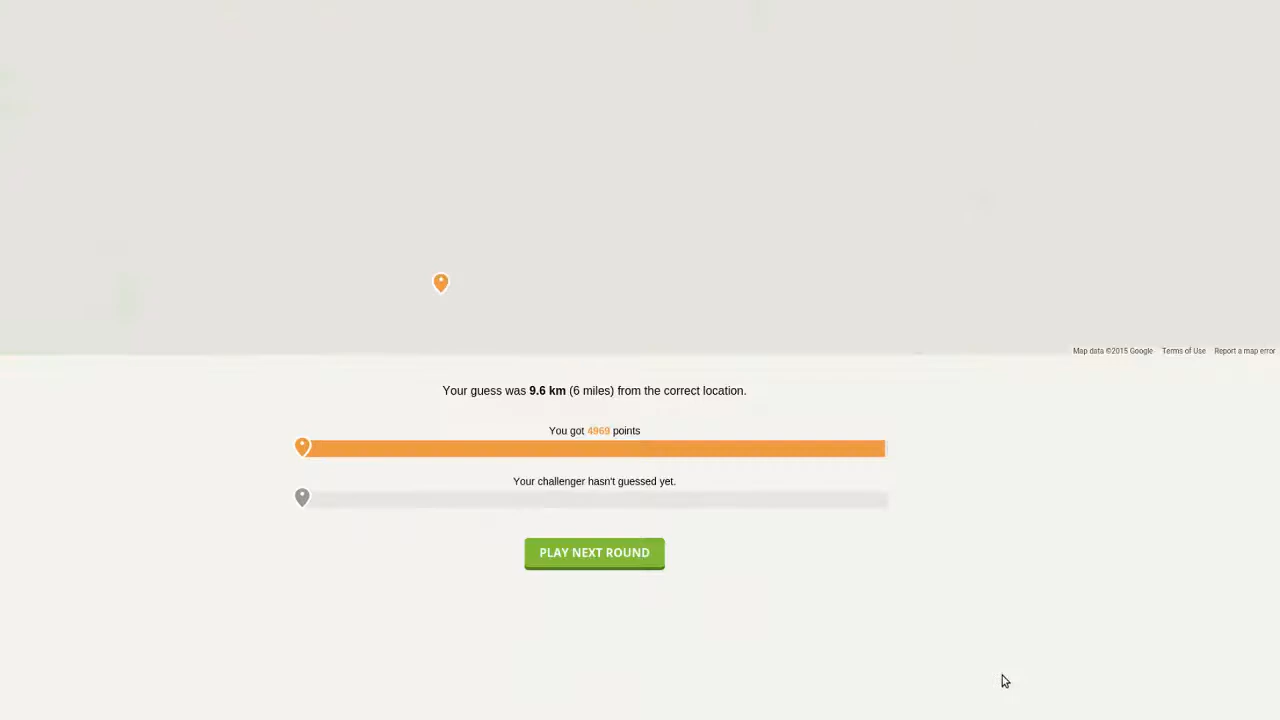 Map data ©2015 Google Terms of Use Report a map error
Your guess was 9.6 km (6 miles) from the correct location.
You got 4969 points
Your challenger hasn't guessed yet.
PLAY NEXT ROUND